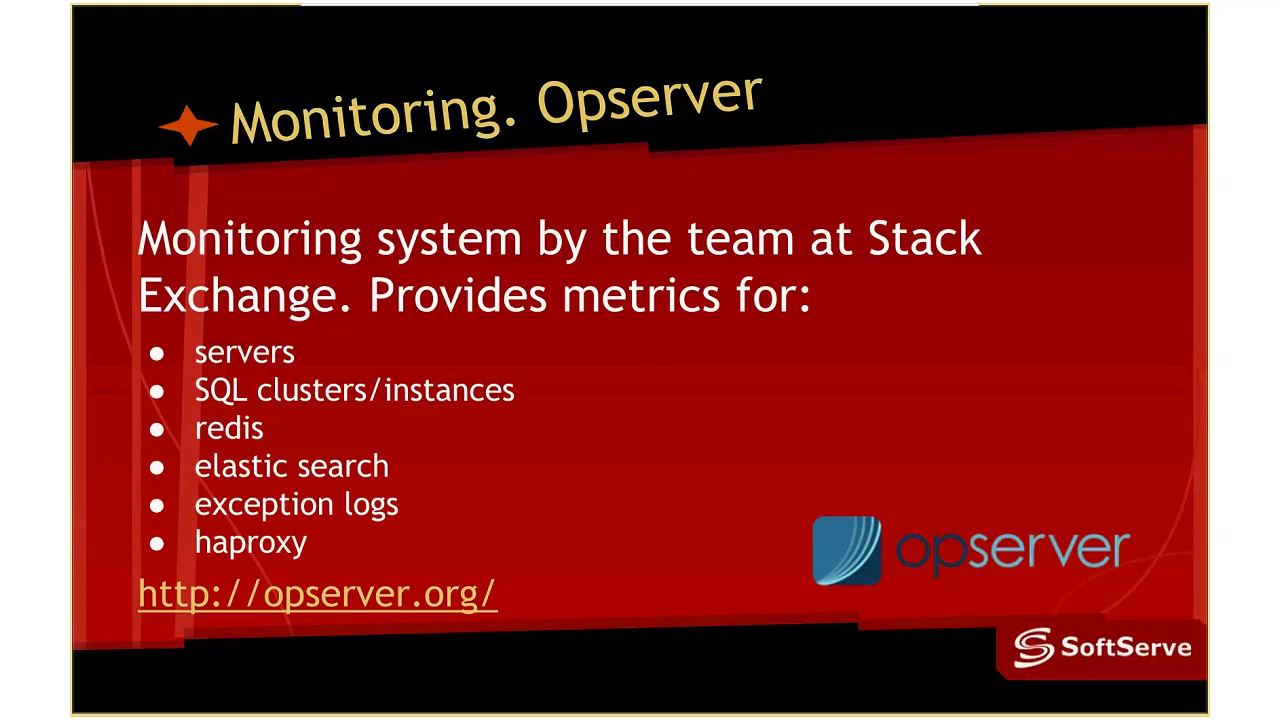 Monitoring. Opserver
Monitoring system by the team at Stack
Exchange. Provides metrics for:
● servers
● SQL clusters/instances
● redis
● elastic search
● exception logs
● haproxy
http://opserver.org/
opserver
SoftServe